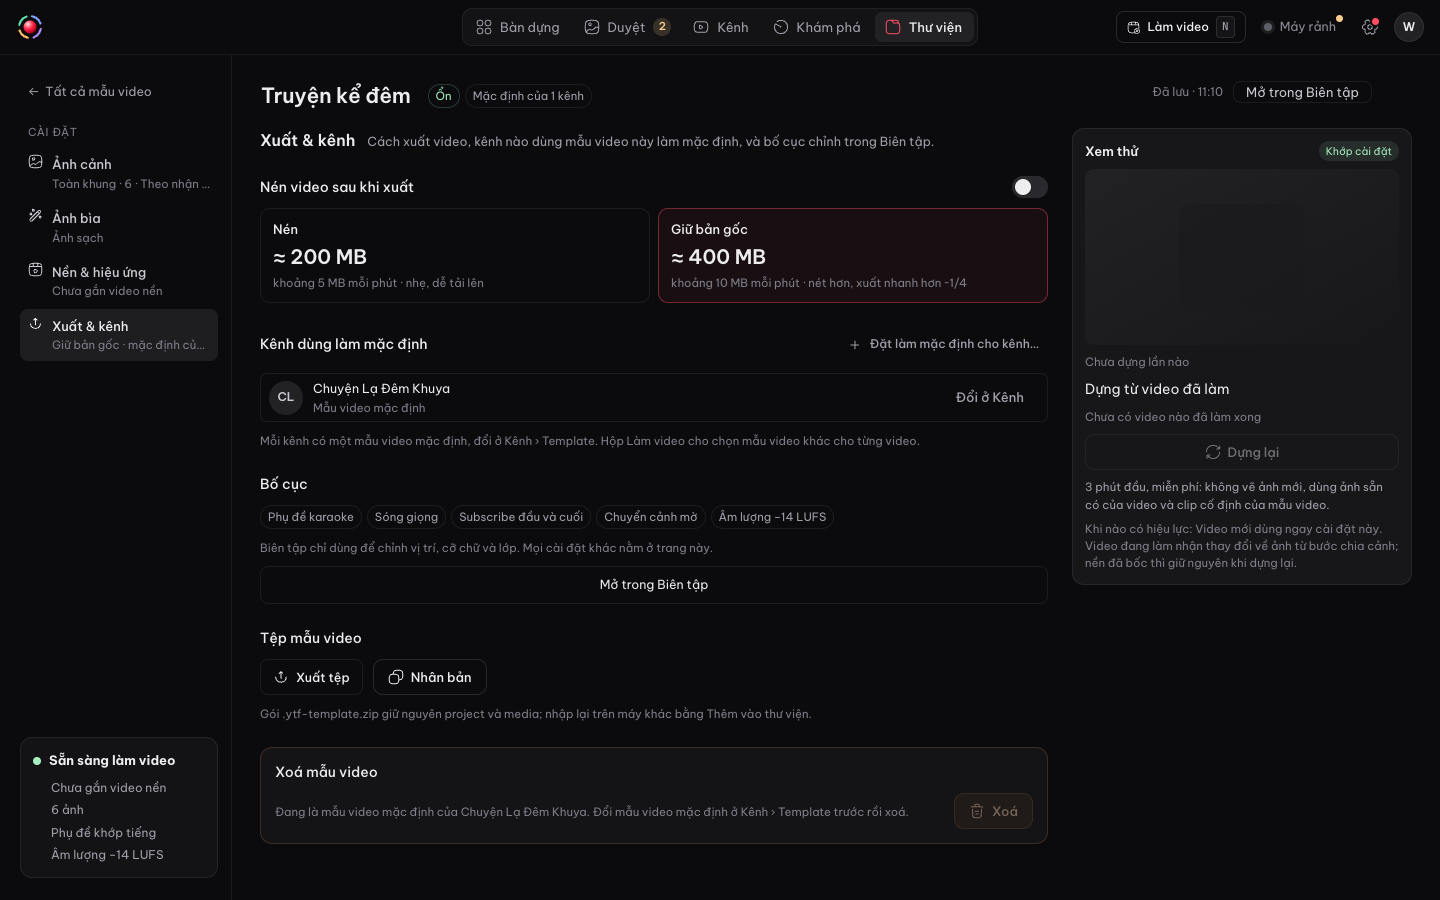 Bàn dựng
Duyệt 2
Kênh
Khám phá
Thư viện
Làm video N
Máy rảnh
W
← Tất cả mẫu video
CÀI ĐẶT
Ảnh cảnh
Toàn khung · 6 · Theo nhận ...
Ảnh bìa
Ảnh sạch
Nền & hiệu ứng
Chưa gắn video nền
Xuất & kênh
Giữ bản gốc · mặc định củ...
Sẵn sàng làm video
Chưa gắn video nền
6 ảnh
Phụ đề khớp tiếng
Âm lượng -14 LUFS
Truyện kể đêm
Ổn
Mặc định của 1 kênh
Đã lưu · 11:10
Mở trong Biên tập
Xuất & kênh
Cách xuất video, kênh nào dùng mẫu video này làm mặc định, và bố cục chỉnh trong Biên tập.
Nén video sau khi xuất
Nén
≈ 200 MB
khoảng 5 MB mỗi phút · nhẹ, dễ tải lên
Giữ bản gốc
≈ 400 MB
khoảng 10 MB mỗi phút · nét hơn, xuất nhanh hơn ~1/4
Kênh dùng làm mặc định
+ Đặt làm mặc định cho kênh...
CL
Chuyện Lạ Đêm Khuya
Mẫu video mặc định
Đổi ở Kênh
Mỗi kênh có một mẫu video mặc định, đổi ở Kênh › Template. Hộp Làm video cho chọn mẫu video khác cho từng video.
Bố cục
Phụ đề karaoke
Sóng giọng
Subscribe đầu và cuối
Chuyển cảnh mờ
Âm lượng -14 LUFS
Biên tập chỉ dùng để chỉnh vị trí, cỡ chữ và lớp. Mọi cài đặt khác nằm ở trang này.
Mở trong Biên tập
Tệp mẫu video
Xuất tệp
Nhân bản
Gói .ytf-template.zip giữ nguyên project và media; nhập lại trên máy khác bằng Thêm vào thư viện.
Xoá mẫu video
Đang là mẫu video mặc định của Chuyện Lạ Đêm Khuya. Đổi mẫu video mặc định ở Kênh › Template trước rồi xoá.
Xoá
Xem thử
Khớp cài đặt
Chưa dựng lần nào
Dựng từ video đã làm
Chưa có video nào đã làm xong
Dựng lại
3 phút đầu, miễn phí: không vẽ ảnh mới, dùng ảnh sẵn
có của video và clip cố định của mẫu video.
Khi nào có hiệu lực: Video mới dùng ngay cài đặt này.
Video đang làm nhận thay đổi về ảnh từ bước chia cảnh;
nền đã bốc thì giữ nguyên khi dựng lại.